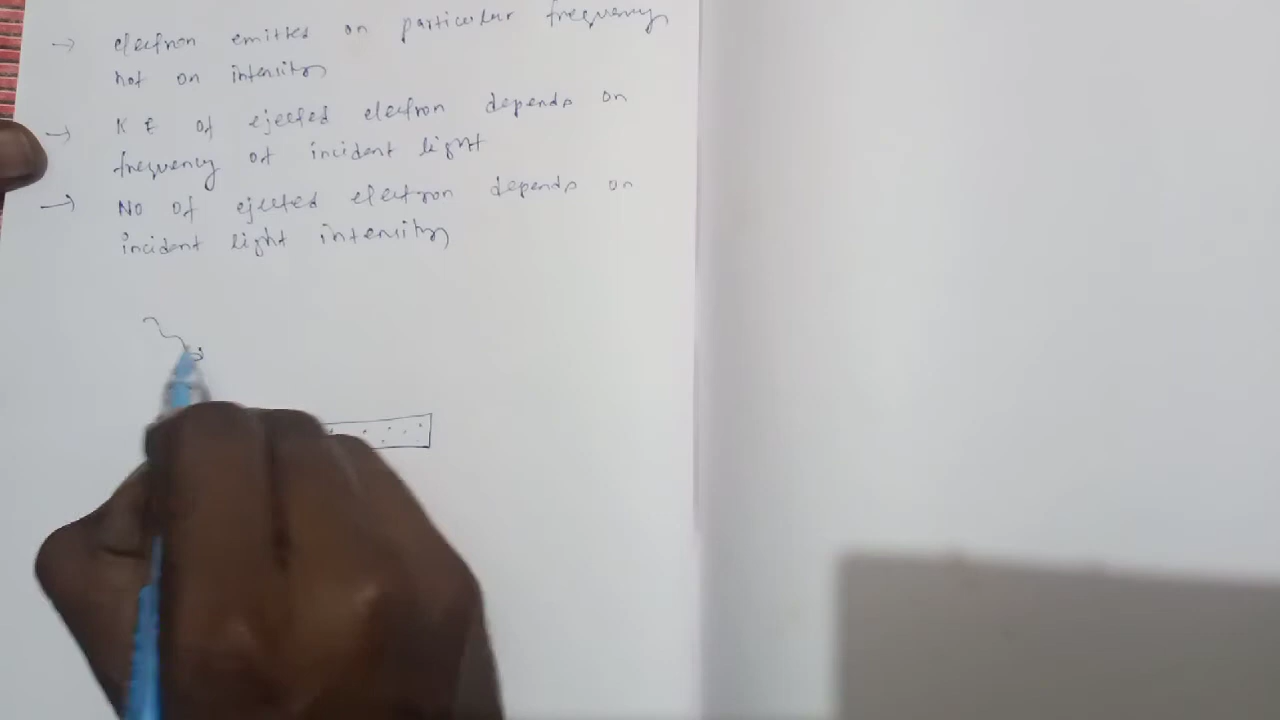 → electron emitted on particular frequency
not on intensity
→ K E of ejected electron depends on
frequency of incident light
→ No of ejected electron depends on
incident light intensity